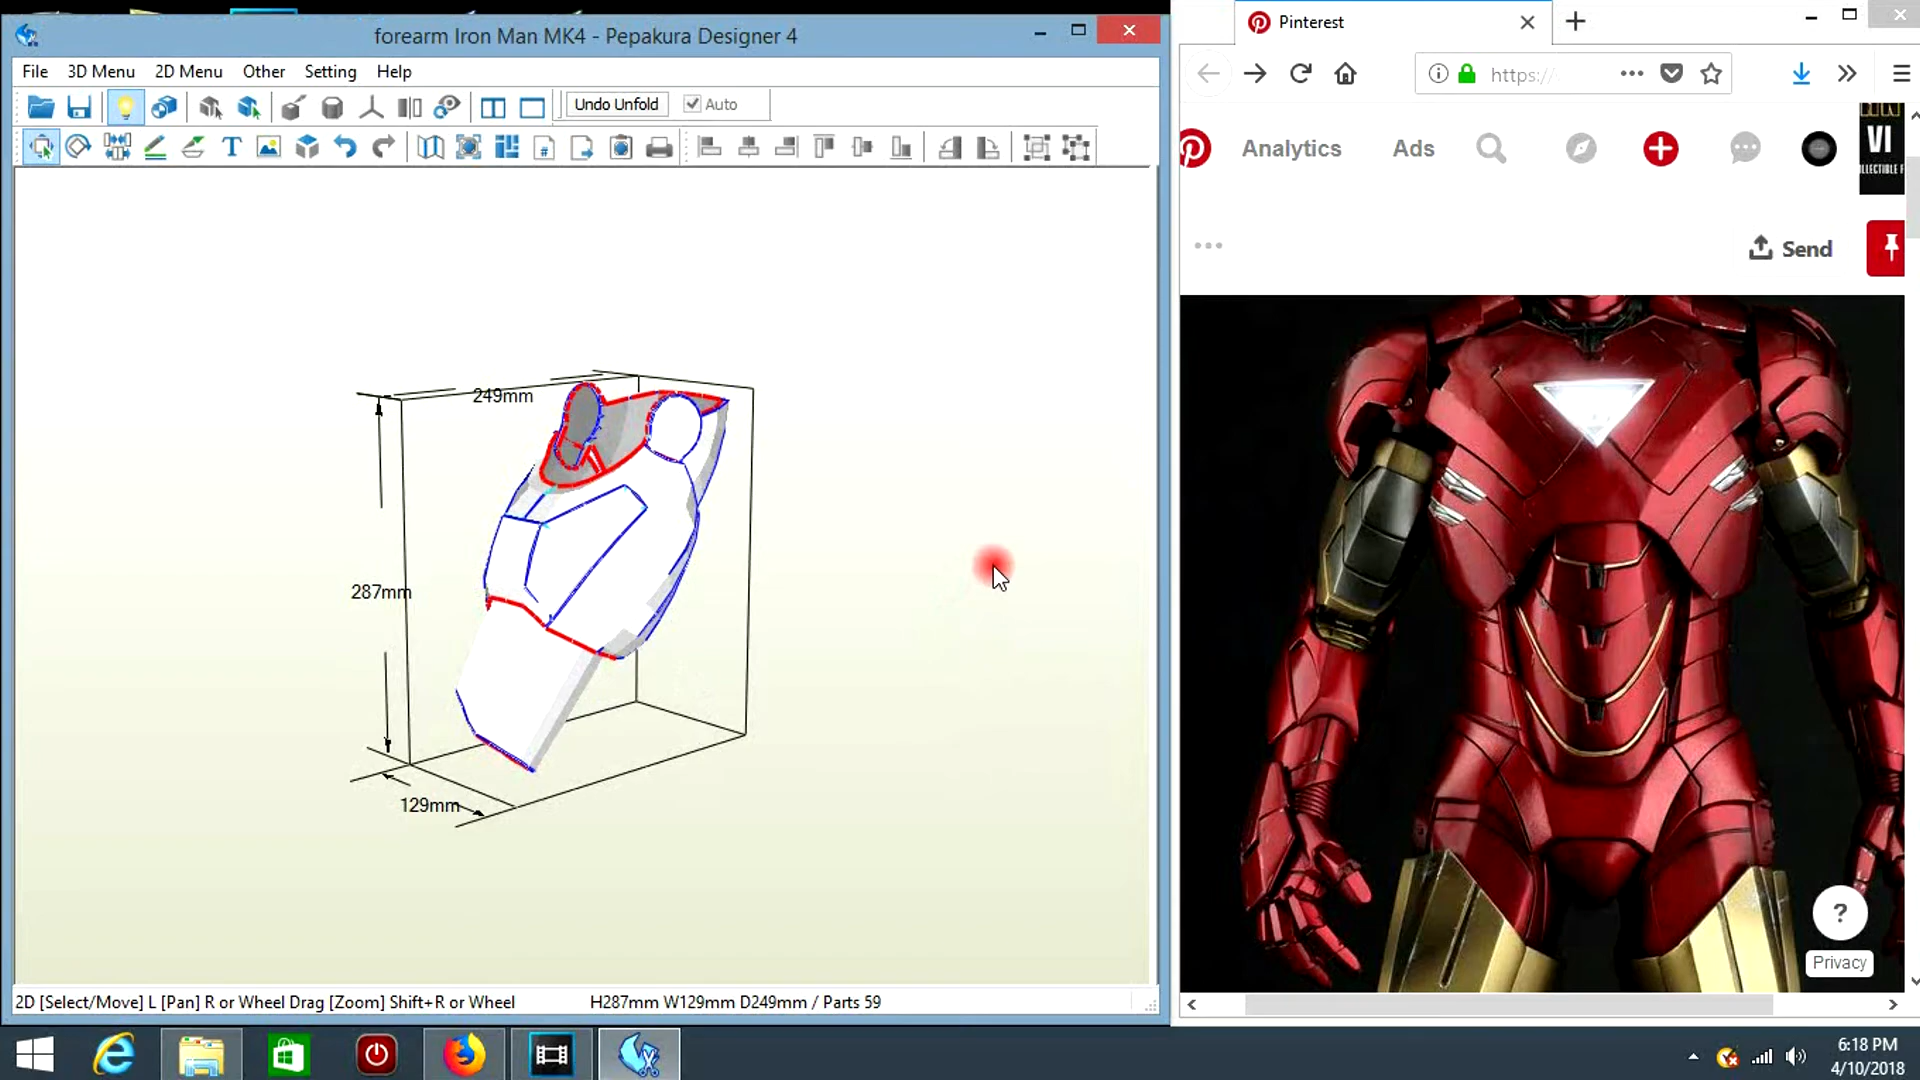 forearm Iron Man MK4 - Pepakura Designer 4
File 3D Menu 2D Menu Other Setting Help
Undo Unfold Auto
249mm
287mm
129mm
2D [Select/Move] L [Pan] R or Wheel Drag [Zoom] Shift+R or Wheel H287mm W129mm D249mm / Parts 59
Pinterest
https:/
Analytics Ads
VI
Send
?
Privacy
6:18 PM
4/10/2018